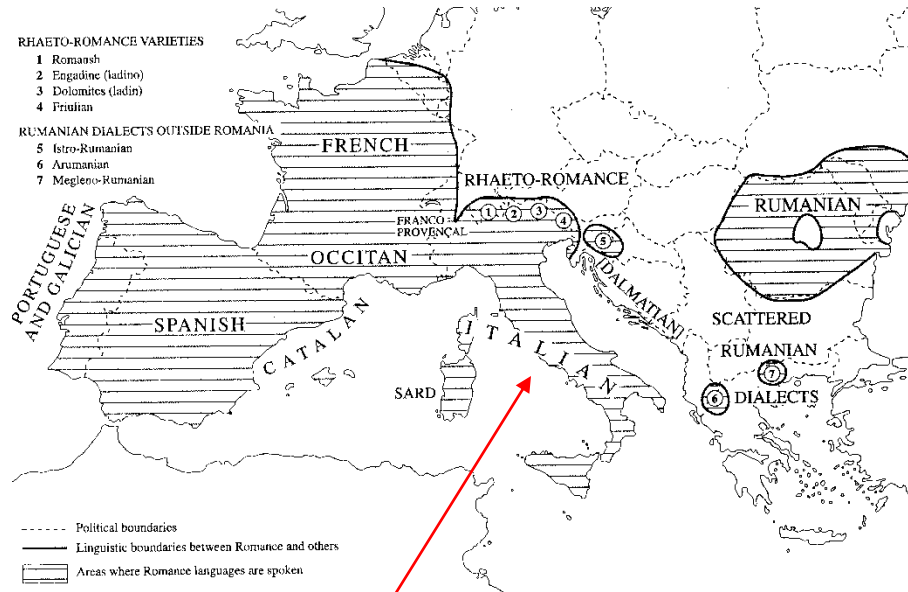 RHAETO-ROMANCE VARIETIES
1 Romansh
2 Engadine (ladino)
3 Dolomites (ladin)
4 Friulian
RUMANIAN DIALECTS OUTSIDE ROMANIA
5 Istro-Rumanian
6 Arumanian
7 Megleno-Rumanian
FRENCH
RHAETO-ROMANCE
1
2
3
4
5
RUMANIAN
FRANCO
PROVENÇAL
OCCITAN
PORTUGUESE
AND GALICIAN
SPANISH
CATALAN
ITALIAN
SARD
DALMATIAN
SCATTERED
RUMANIAN
DIALECTS
7
6
Political boundaries
Linguistic boundaries between Romance and others
Areas where Romance languages are spoken